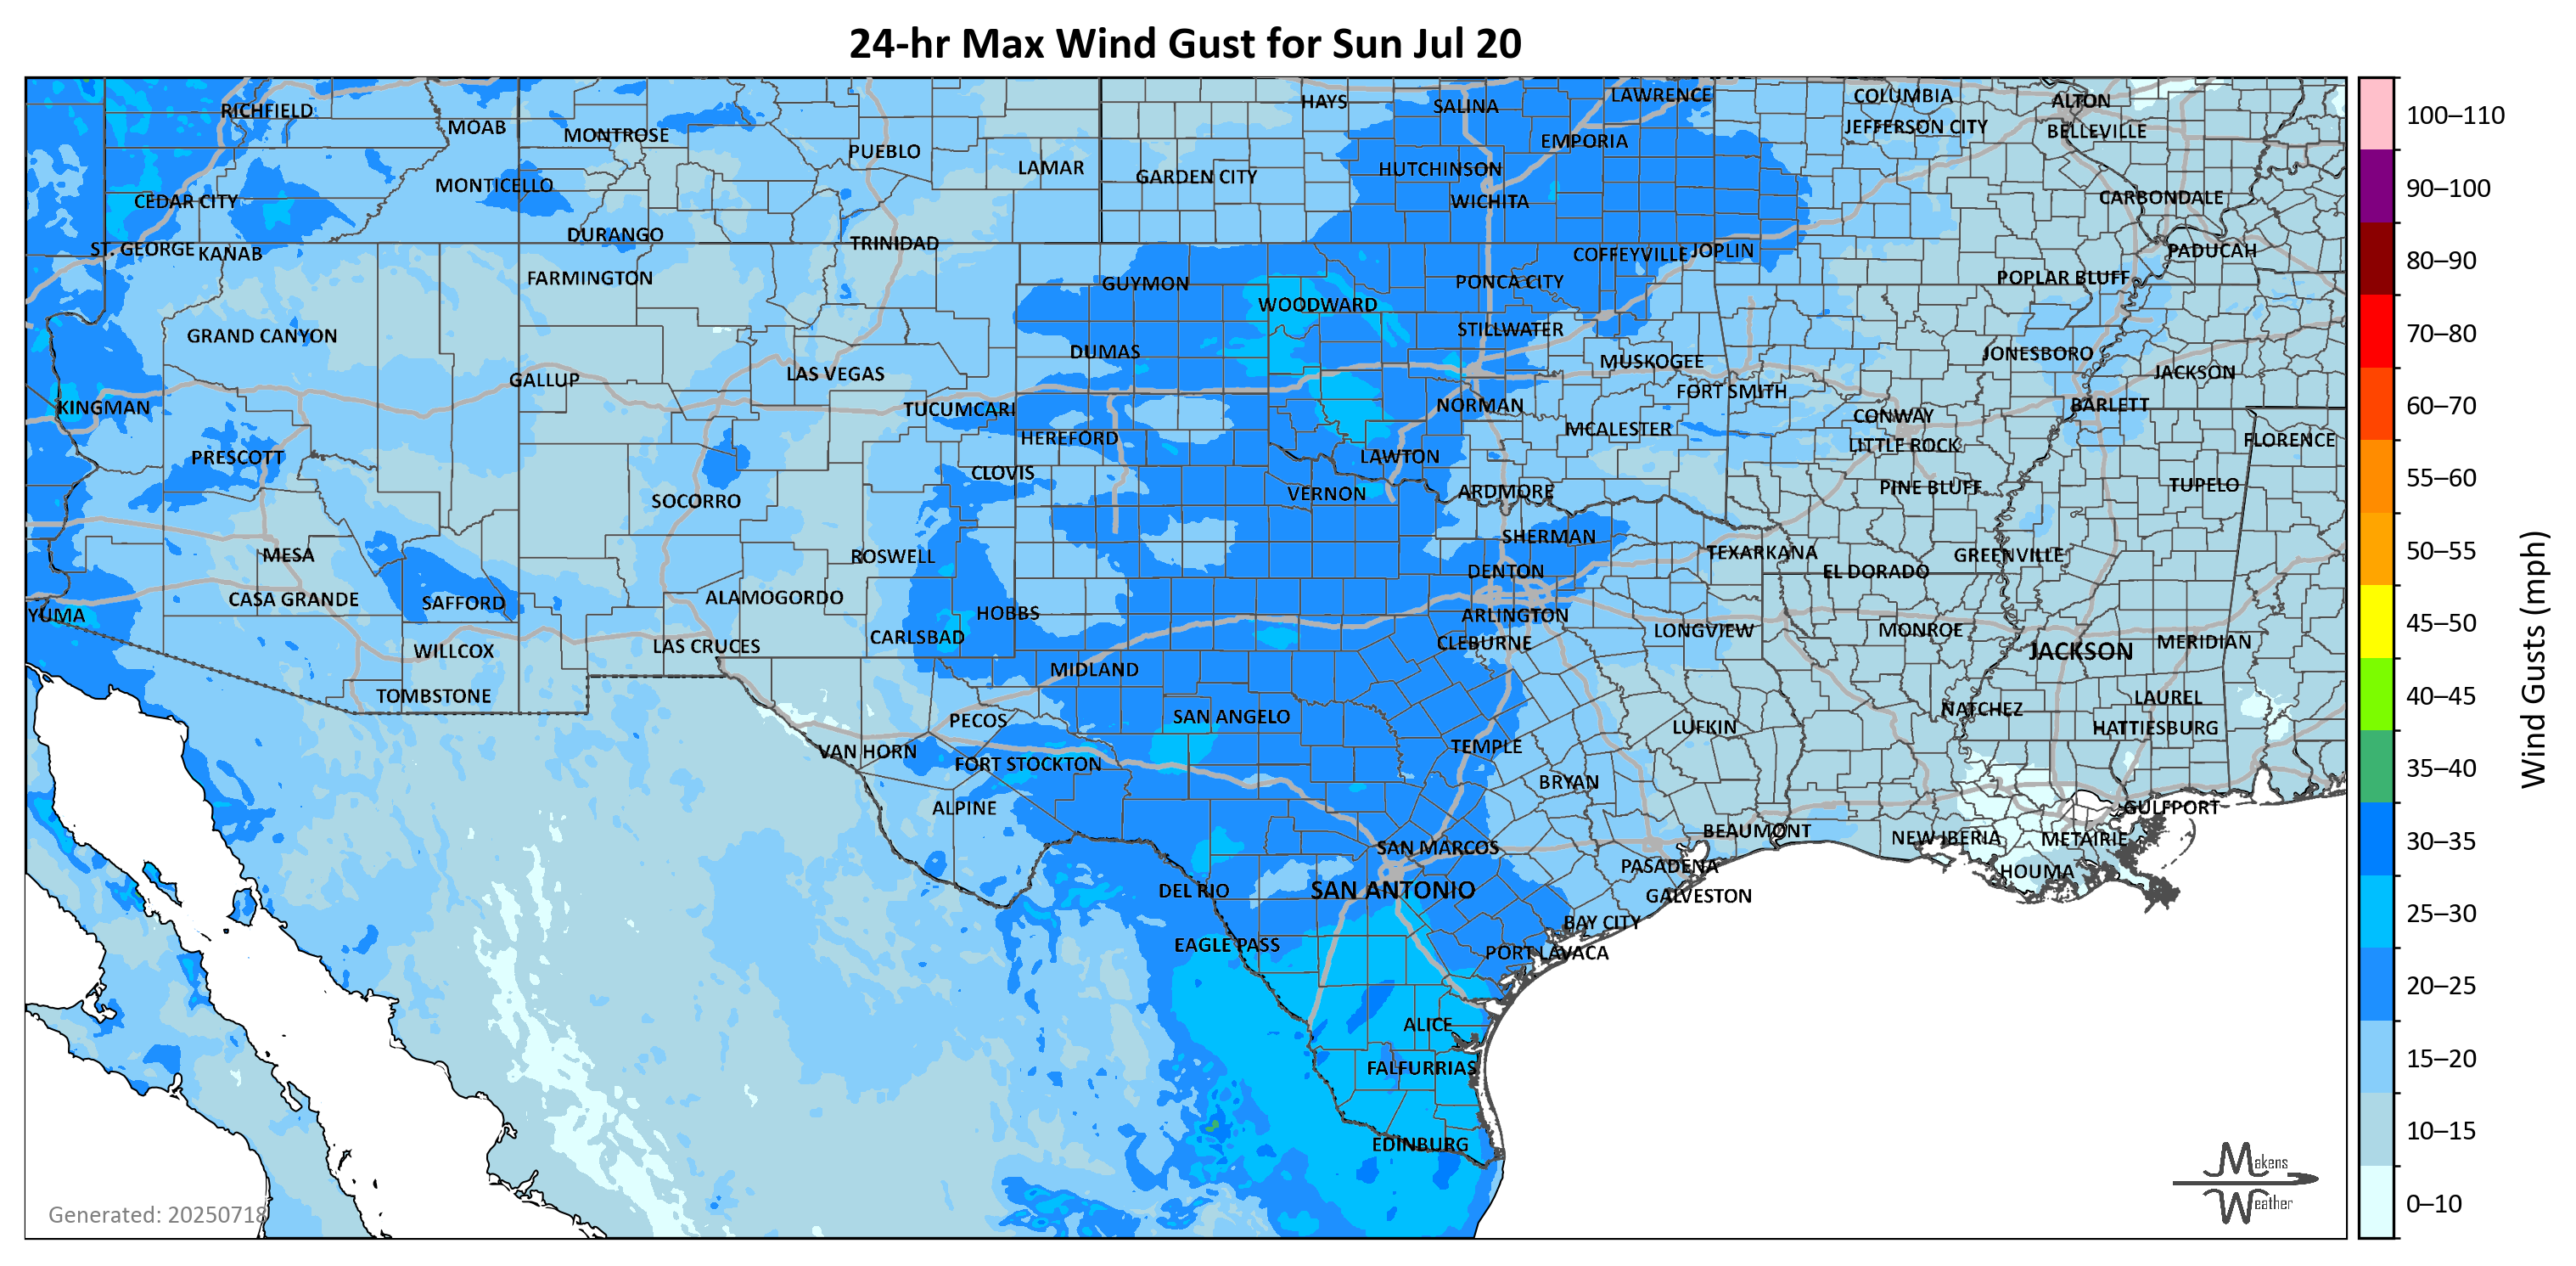 24-hr Max Wind Gust for Sun Jul 20
RICHFIELD
MOAB
MONTROSE
PUEBLO
LAMAR
GARDEN CITY
HAYS
SALINA
LAWRENCE
EMPORIA
HUTCHINSON
WICHITA
COLUMBIA
JEFFERSON CITY
ALTON
BELLEVILLE
CARBONDALE
PADUCAH
CEDAR CITY
MONTICELLO
ST. GEORGE
KANAB
DURANGO
TRINIDAD
COFFEYVILLE
JOPLIN
POPLAR BLUFF
FARMINGTON
GUYMON
WOODWARD
PONCA CITY
GRAND CANYON
DUMAS
STILLWATER
MUSKOGEE
JONESBORO
JACKSON
GALLUP
LAS VEGAS
FORT SMITH
KINGMAN
TUCUMCARI
NORMAN
CONWAY
BARLETT
HEREFORD
MCALESTER
LITTLE ROCK
FLORENCE
PRESCOTT
CLOVIS
LAWTON
SOCORRO
VERNON
ARDMORE
PINE BLUFF
TUPELO
MESA
ROSWELL
SHERMAN
TEXARKANA
GREENVILLE
DENTON
EL DORADO
CASA GRANDE
SAFFORD
ALAMOGORDO
HOBBS
ARLINGTON
YUMA
CARLSBAD
CLEBURNE
LONGVIEW
MONROE
WILLCOX
LAS CRUCES
JACKSON
MERIDIAN
TOMBSTONE
MIDLAND
LAUREL
PECOS
SAN ANGELO
NATCHEZ
HATTIESBURG
LUFKIN
VAN HORN
FORT STOCKTON
TEMPLE
BRYAN
ALPINE
GULFPORT
BEAUMONT
NEW IBERIA
METAIRIE
SAN MARCOS
PASADENA
HOUMA
DEL RIO
SAN ANTONIO
GALVESTON
BAY CITY
EAGLE PASS
PORT LAVACA
ALICE
FALFURRIAS
EDINBURG
Generated: 20250718
Makens
Weather
100–110
90–100
80–90
70–80
60–70
55–60
50–55
45–50
40–45
35–40
30–35
25–30
20–25
15–20
10–15
0–10
Wind Gusts (mph)